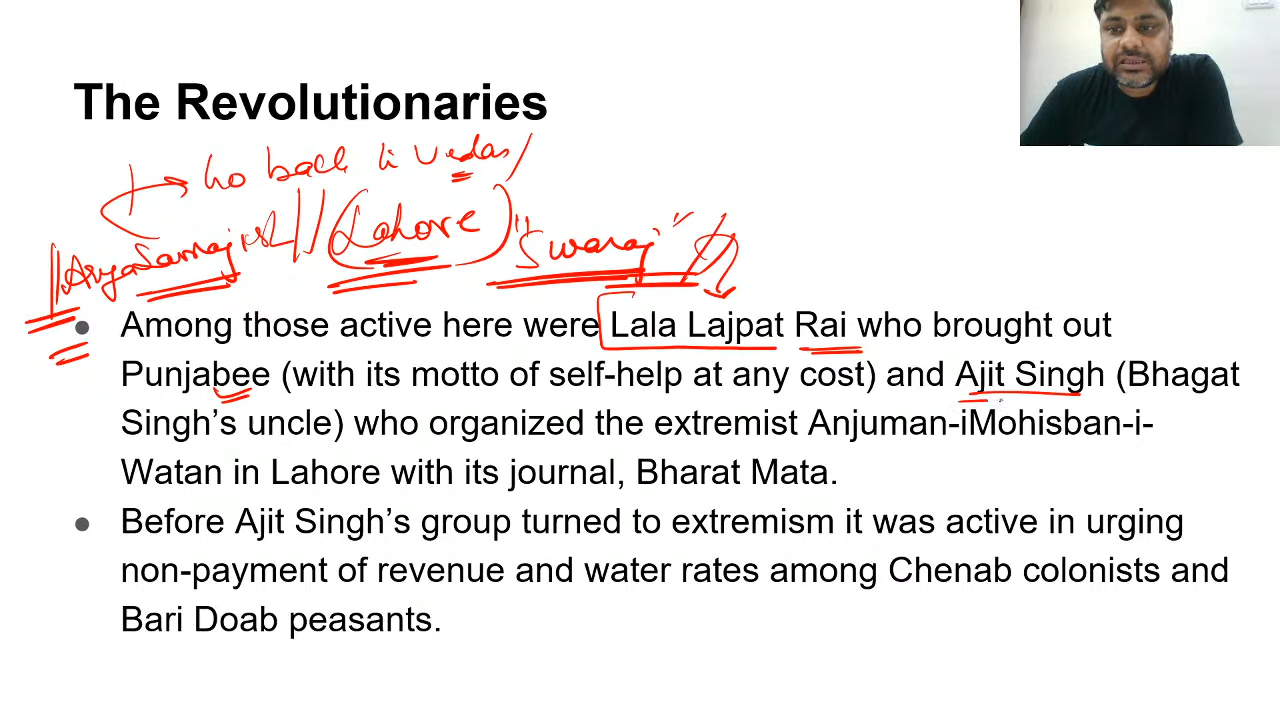 The Revolutionaries
Go back to Vedas
Arya Samajist (Lahore) "Swaraj"
Among those active here were Lala Lajpat Rai who brought out
Punjabee (with its motto of self-help at any cost) and Ajit Singh (Bhagat
Singh’s uncle) who organized the extremist Anjuman-iMohisban-i-
Watan in Lahore with its journal, Bharat Mata.
Before Ajit Singh’s group turned to extremism it was active in urging
non-payment of revenue and water rates among Chenab colonists and
Bari Doab peasants.